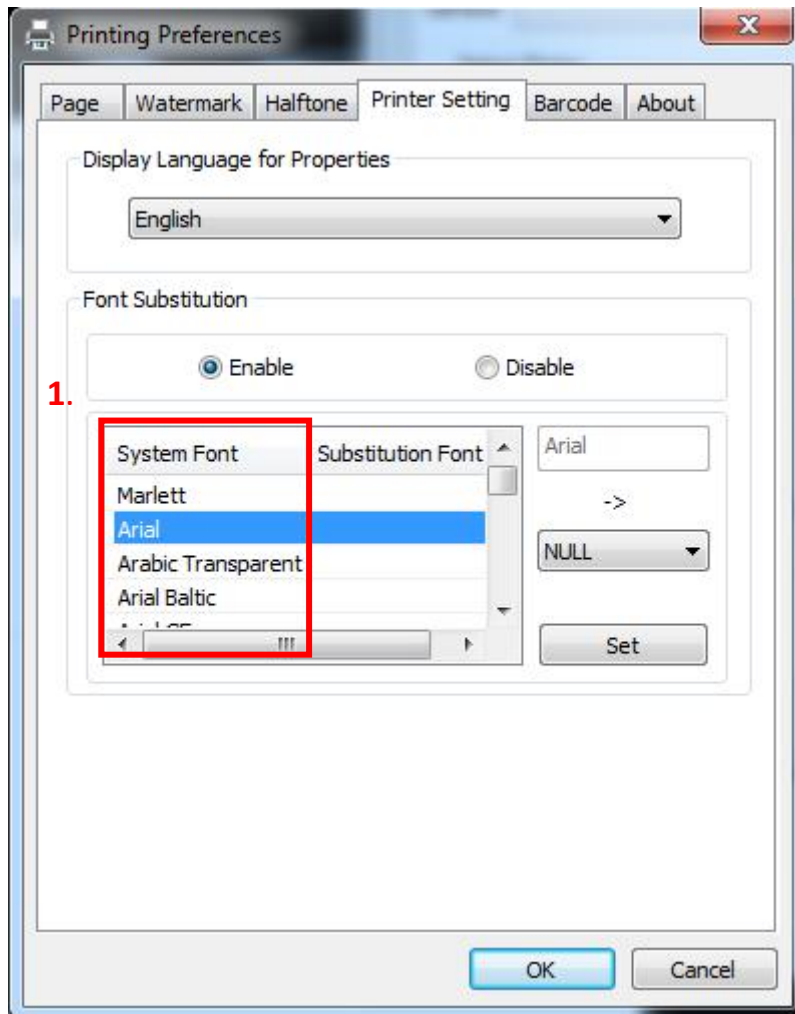 Printing Preferences
Page Watermark Halftone Printer Setting Barcode About
Display Language for Properties
English
Font Substitution
Enable Disable
1.
System Font Substitution Font
Arial
Marlett
->
Arial
NULL
Arabic Transparent
Arial Baltic
Set
OK Cancel